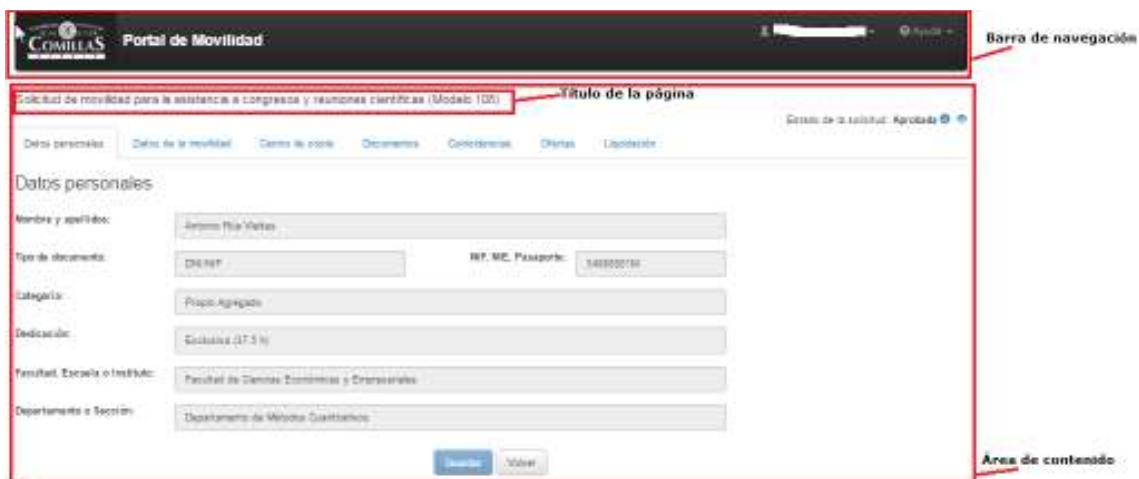 COMILLAS Portal de Movilidad
Ayuda
Barra de navegación
Solicitud de movilidad para la asistencia a congresos y reuniones científicas (Modelo 108)
Título de la página
Estado de la solicitud: Aprobada
Datos personales Datos de la movilidad Centro de coste Documentos Coincidencias Ofertas Liquidación
Datos personales
Nombre y apellidos:
Antonio
Tipo de documento: DNI/NIF NIF, NIE, Pasaporte:
Categoría: Propio Agregado
Dedicación: Exclusiva (37.5 h)
Facultad, Escuela o Instituto: Facultad de Ciencias Económicas y Empresariales
Departamento o Sección: Departamento de Métodos Cuantitativos
Guardar Volver
Área de contenido